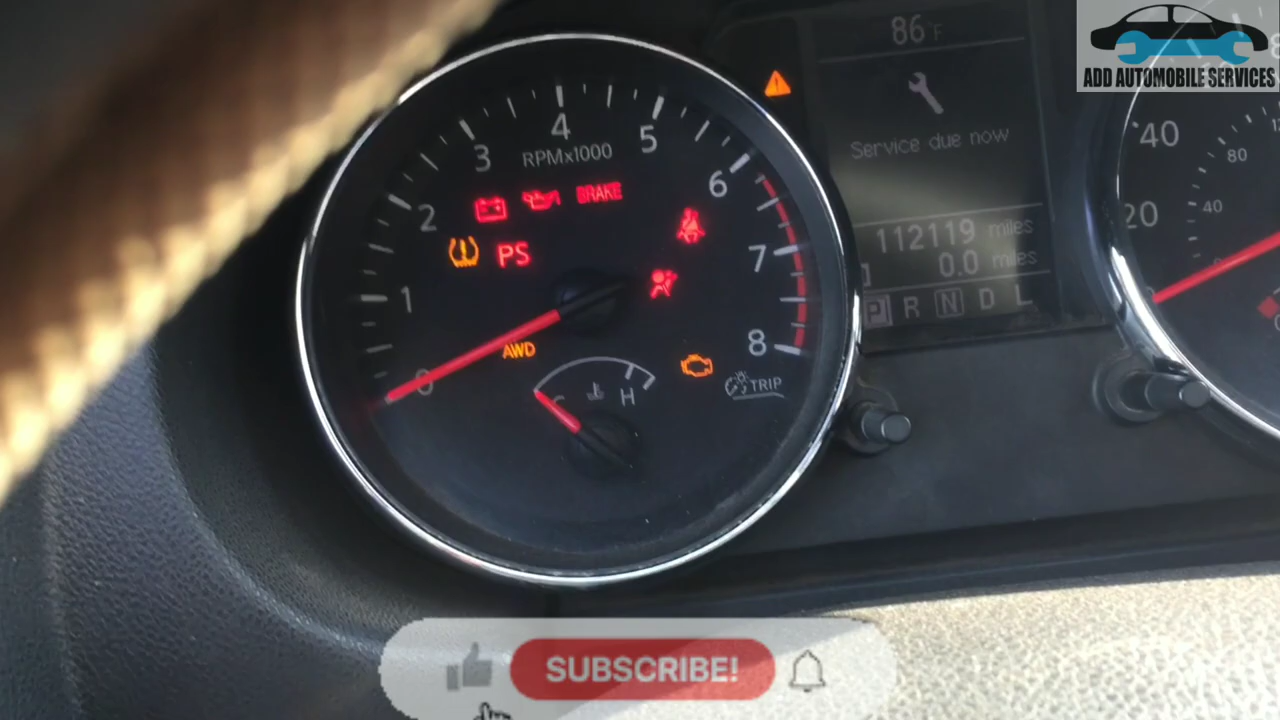 86°F
Service due now
112119 miles
0.0 miles
P R N D L
ADD AUTOMOBILE SERVICES
0
1
2
3
4
5
6
7
8
RPMx1000
BRAKE
PS
AWD
C H
TRIP
20
40
40
80
SUBSCRIBE!